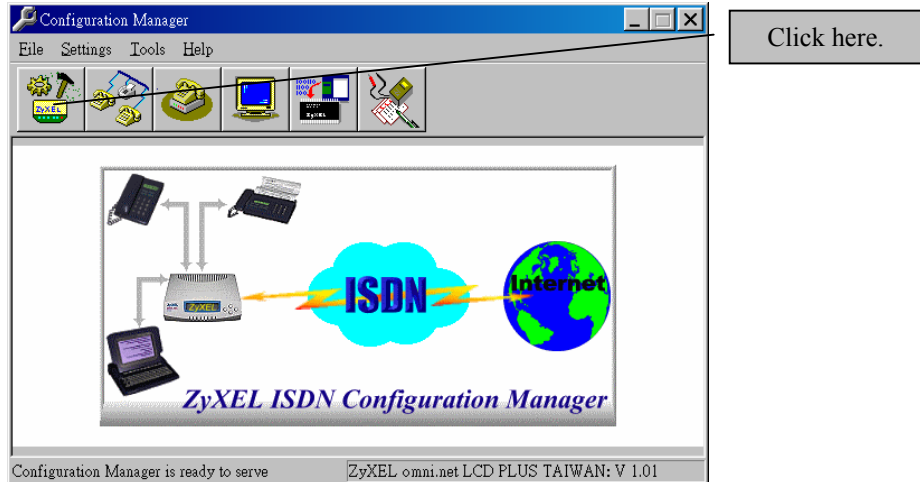 Configuration Manager
File Settings Tools Help
Click here.
ZyXEL
ZyXEL
ZyXEL
ISDN
Internet
ZyXEL ISDN Configuration Manager
Configuration Manager is ready to serve
ZyXEL omni.net LCD PLUS TAIWAN: V 1.01